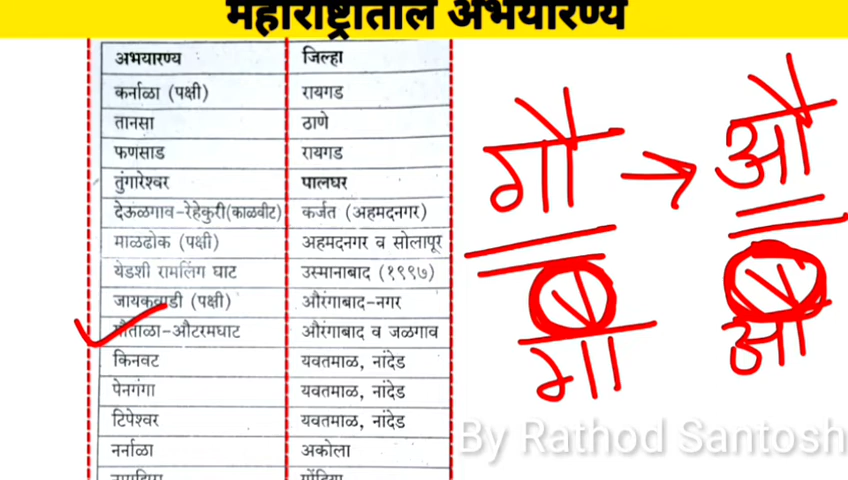 महाराष्ट्रातील अभयारण्य
अभयारण्य जिल्हा
कर्नाळा (पक्षी) रायगड
तानसा ठाणे
फणसाड रायगड
तुंगारेश्वर पालघर
देऊळगाव-रेहेकुरी(काळवीट) कर्जत (अहमदनगर)
माळढोक (पक्षी) अहमदनगर व सोलापूर
येडशी रामलिंग घाट उस्मानाबाद (१९९७)
जायकवाडी (पक्षी) औरंगाबाद-नगर
गौताळा-औटरमघाट औरंगाबाद व जळगाव
किनवट यवतमाळ, नांदेड
पेनगंगा यवतमाळ, नांदेड
टिपेश्वर यवतमाळ, नांदेड
नर्नाळा अकोला
गौ → औ
गा औ
By Rathod Santosh